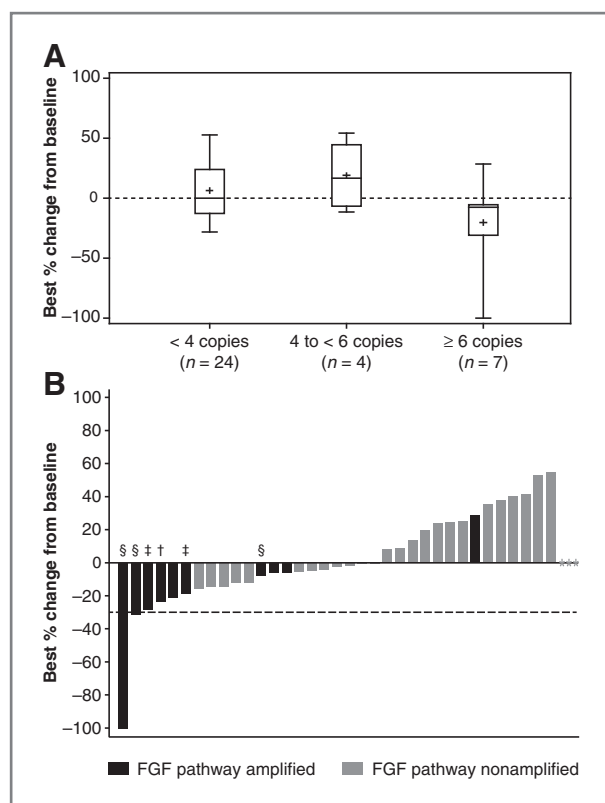 A
Best % change from baseline
100
50
0
−50
−100
< 4 copies
(n = 24)
4 to < 6 copies
(n = 4)
≥ 6 copies
(n = 7)
B
Best % change from baseline
100
80
60
40
20
0
−20
−40
−60
−80
−100
§ § ‡ † ‡ §
***
FGF pathway amplified
FGF pathway nonamplified